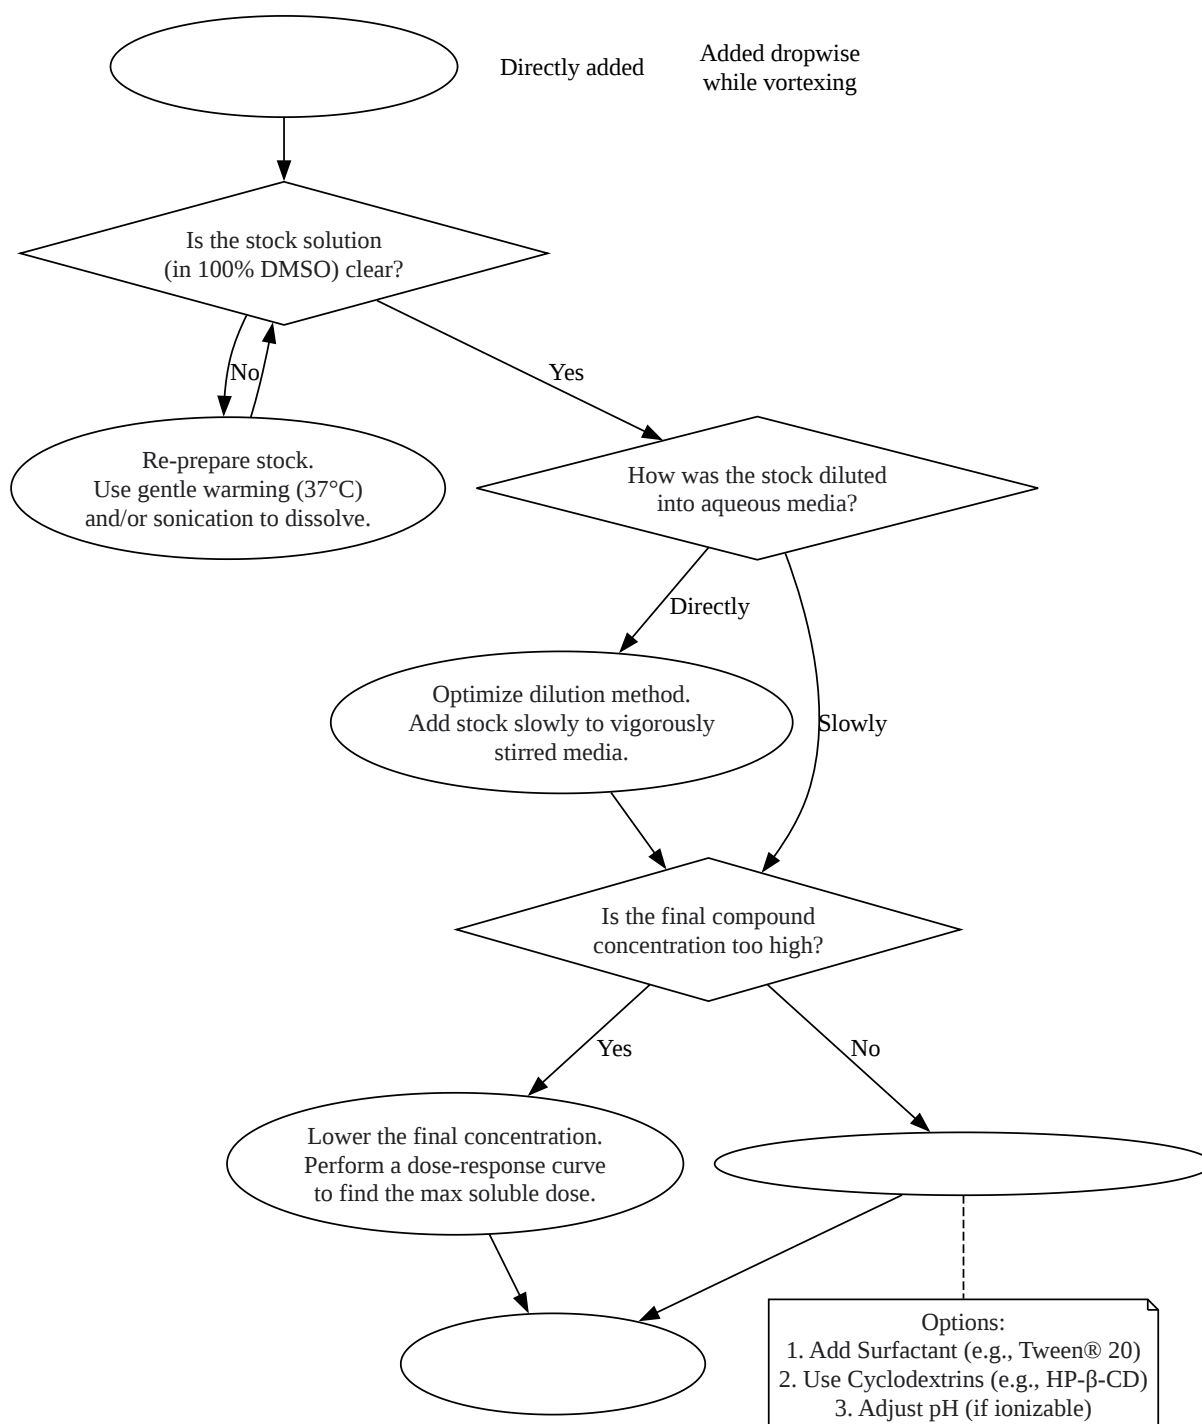 Directly added
Added dropwise
while vortexing
Is the stock solution
(in 100% DMSO) clear?
No
Yes
Re-prepare stock.
Use gentle warming (37°C)
and/or sonication to dissolve.
How was the stock diluted
into aqueous media?
Directly
Optimize dilution method.
Add stock slowly to vigorously
stirred media.
Slowly
Is the final compound
concentration too high?
Yes
No
Lower the final concentration.
Perform a dose-response curve
to find the max soluble dose.
Options:
1. Add Surfactant (e.g., Tween® 20)
2. Use Cyclodextrins (e.g., HP-β-CD)
3. Adjust pH (if ionizable)